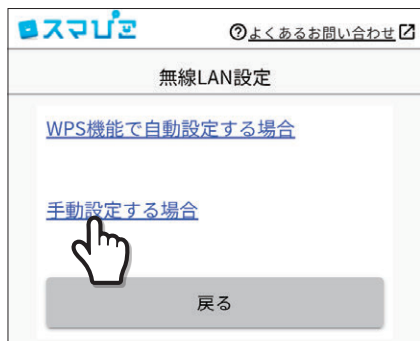 スマぴこ
?よくあるお問い合わせ
無線LAN設定
WPS機能で自動設定する場合
手動設定する場合
戻る